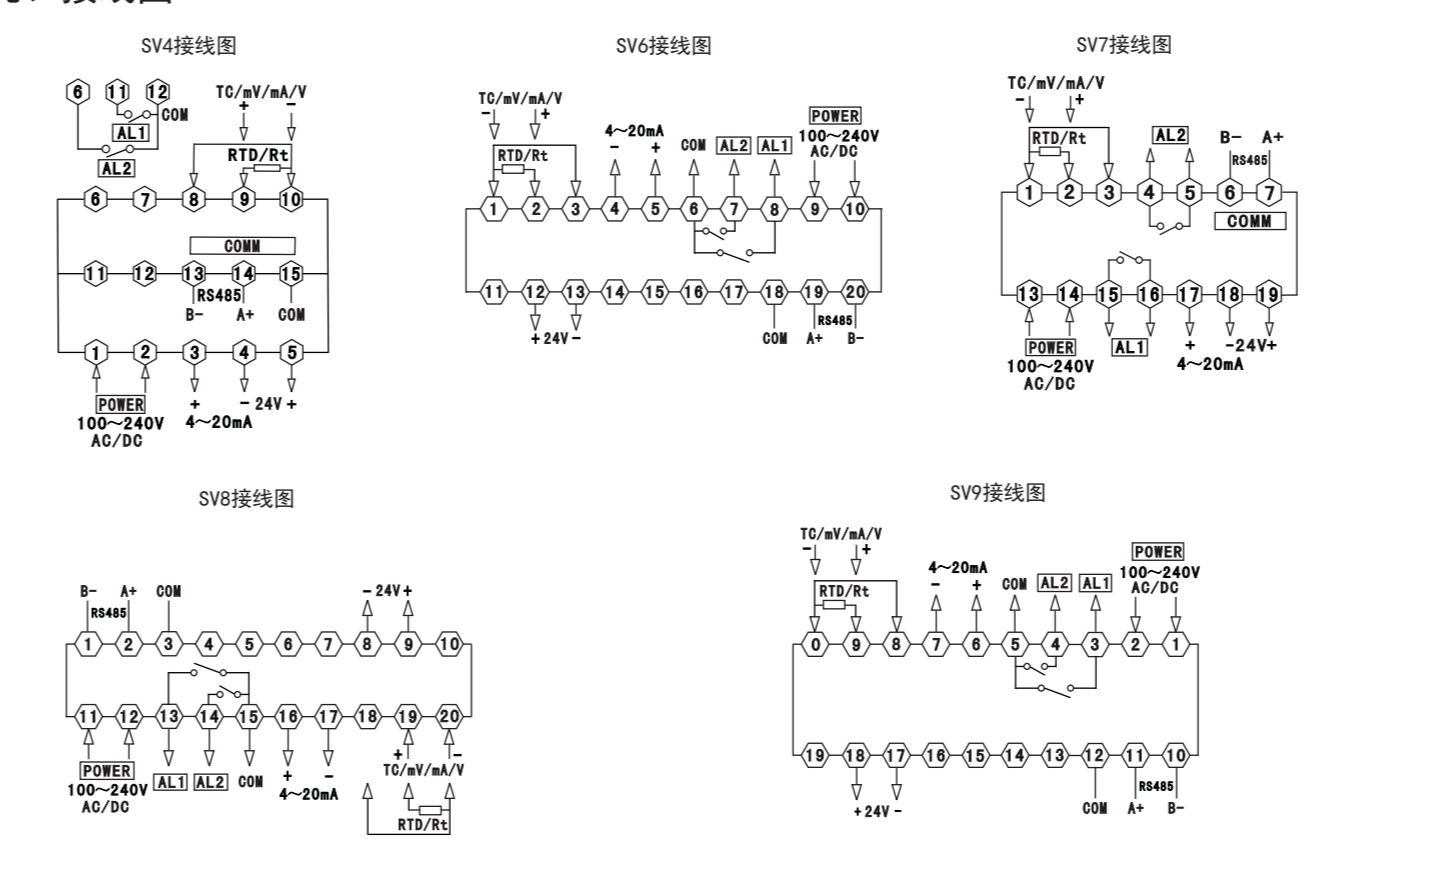 接线图
SV4接线图
6 11 12
COM
AL1
AL2
TC/mV/mA/V
+ −
RTD/Rt
6 7 8 9 10
COMM
11 12 13 14 15
RS485
B− A+ COM
1 2 3 4 5
POWER + − 24V +
100～240V 4～20mA
AC/DC
SV6接线图
TC/mV/mA/V
− +
RTD/Rt
4～20mA
− +
COM AL2 AL1
POWER
100～240V
AC/DC
1 2 3 4 5 6 7 8 9 10
11 12 13 14 15 16 17 18 19 20
+ 24V −
RS485
COM A+ B−
SV7接线图
TC/mV/mA/V
− +
RTD/Rt
AL2
B− A+
RS485
1 2 3 4 5 6 7
COMM
13 14 15 16 17 18 19
POWER AL1 + −24V+
100～240V 4～20mA
AC/DC
SV8接线图
B− A+ COM
RS485
− 24V +
1 2 3 4 5 6 7 8 9 10
11 12 13 14 15 16 17 18 19 20
+ −
POWER
TC/mV/mA/V
100～240V AL1 AL2 COM + −
AC/DC
4～20mA
RTD/Rt
SV9接线图
TC/mV/mA/V
− +
RTD/Rt
4～20mA
− +
COM AL2 AL1
POWER
100～240V
AC/DC
0 9 8 7 6 5 4 3 2 1
19 18 17 16 15 14 13 12 11 10
+ 24V −
RS485
COM A+ B−